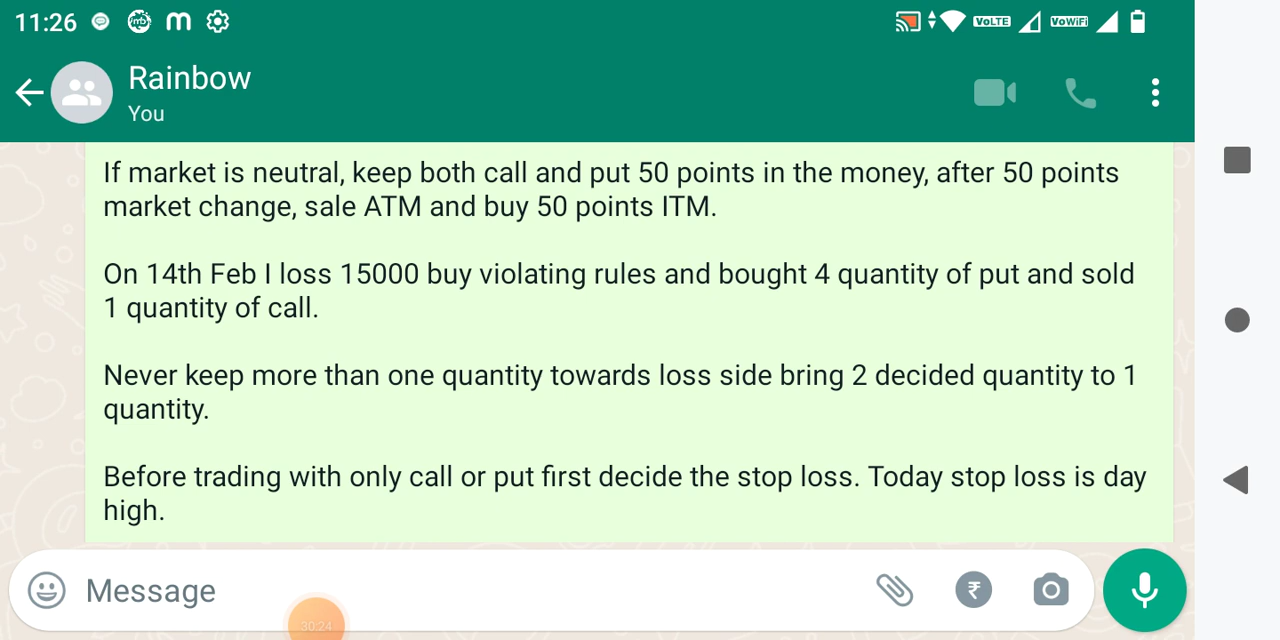 11:26
VoLTE
VoWiFi
Rainbow
You
If market is neutral, keep both call and put 50 points in the money, after 50 points
market change, sale ATM and buy 50 points ITM.
On 14th Feb I loss 15000 buy violating rules and bought 4 quantity of put and sold
1 quantity of call.
Never keep more than one quantity towards loss side bring 2 decided quantity to 1
quantity.
Before trading with only call or put first decide the stop loss. Today stop loss is day
high.
Message
₹
30:24